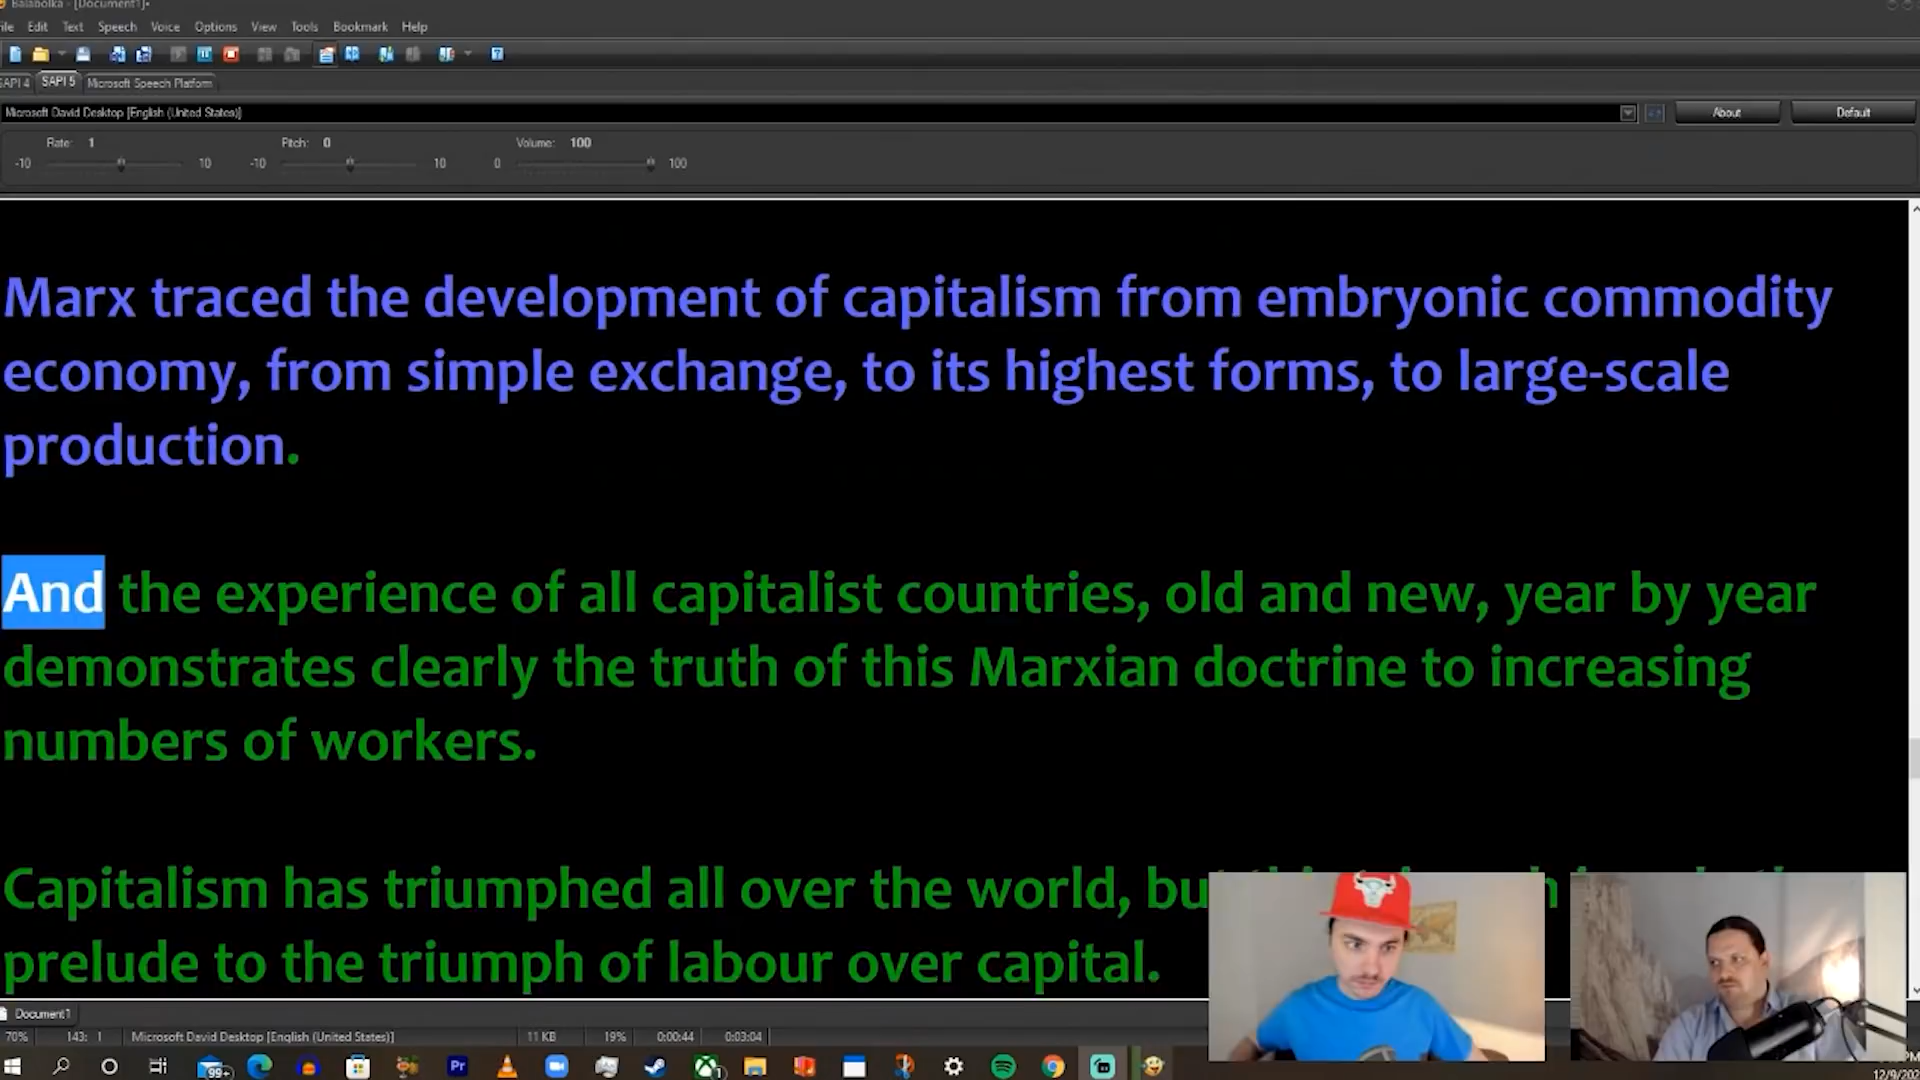 Balabolka - [Document1]*
File Edit Text Speech Voice Options View Tools Bookmark Help
SAPI 4 SAPI 5 Microsoft Speech Platform
Microsoft David Desktop [English (United States)] About Default
Rate: 1 Pitch: 0 Volume: 100
-10 10 -10 10 0 100
Marx traced the development of capitalism from embryonic commodity
economy, from simple exchange, to its highest forms, to large-scale
production.
And the experience of all capitalist countries, old and new, year by year
demonstrates clearly the truth of this Marxian doctrine to increasing
numbers of workers.
Capitalism has triumphed all over the world,
prelude to the triumph of labour over capital.
Document1
70% 143: 1 Microsoft David Desktop [English (United States)] 11 KB 19% 0:00:44 0:03:04
99+ Pr 1